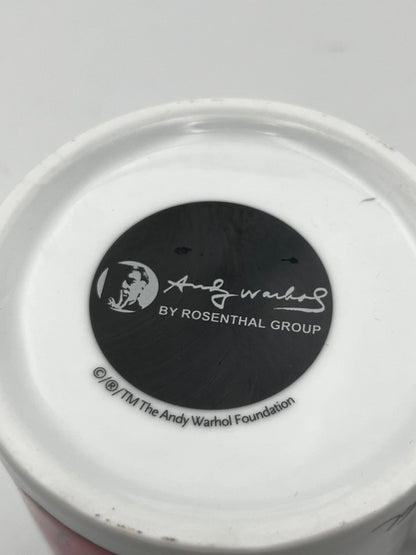 Andy Warhol
BY ROSENTHAL GROUP
©/®/TM The Andy Warhol Foundation